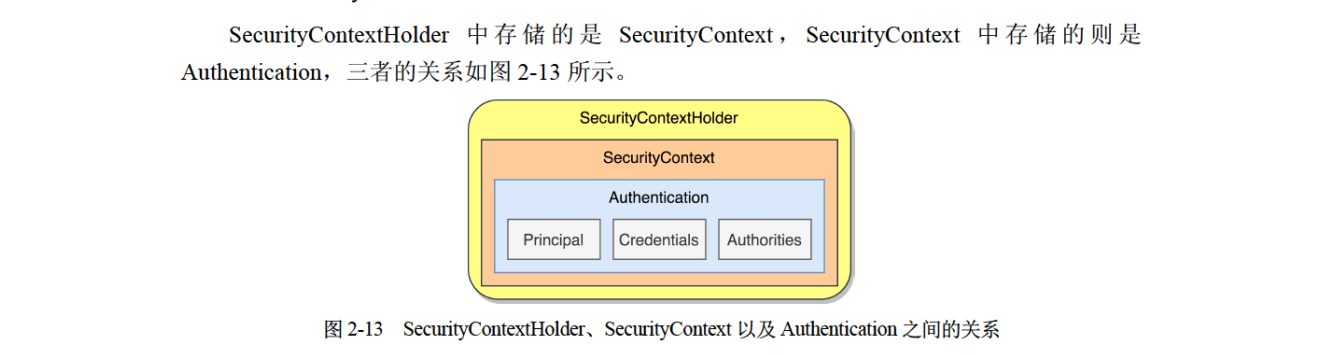 SecurityContextHolder 中存储的是 SecurityContext，SecurityContext 中存储的则是
Authentication，三者的关系如图 2-13 所示。
SecurityContextHolder
SecurityContext
Authentication
Principal Credentials Authorities
图 2-13 SecurityContextHolder、SecurityContext 以及 Authentication 之间的关系